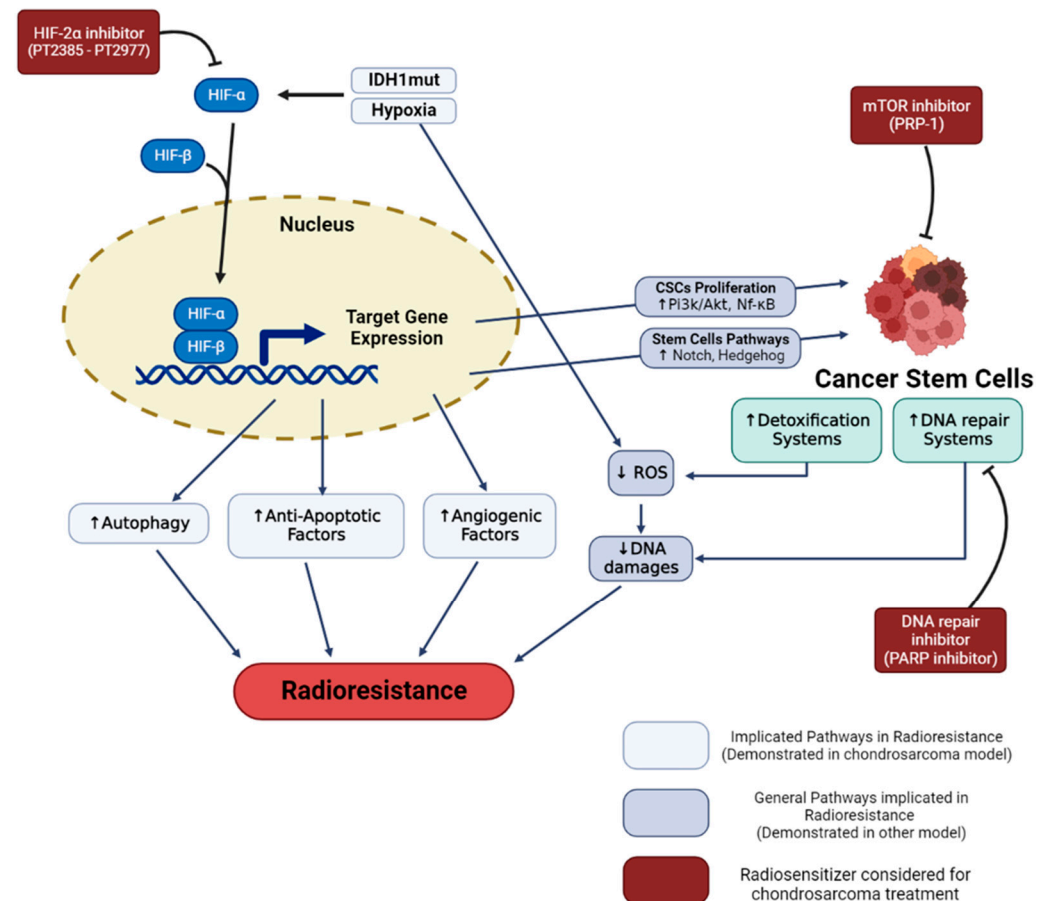 HIF-2α inhibitor
(PT2385 - PT2977)
HIF-α
IDH1mut
Hypoxia
mTOR inhibitor
(PRP-1)
HIF-β
Nucleus
CSCs Proliferation
↑Pi3k/Akt, Nf-κB
HIF-α
HIF-β
Target Gene
Expression
Stem Cells Pathways
↑ Notch, Hedgehog
Cancer Stem Cells
↑Detoxification
Systems
↑DNA repair
Systems
↓ ROS
↑Autophagy
↑Anti-Apoptotic
Factors
↑Angiogenic
Factors
↓DNA
damages
DNA repair
inhibitor
(PARP inhibitor)
Radioresistance
Implicated Pathways in Radioresistance
(Demonstrated in chondrosarcoma model)
General Pathways implicated in
Radioresistance
(Demonstrated in other model)
Radiosensitizer considered for
chondrosarcoma treatment